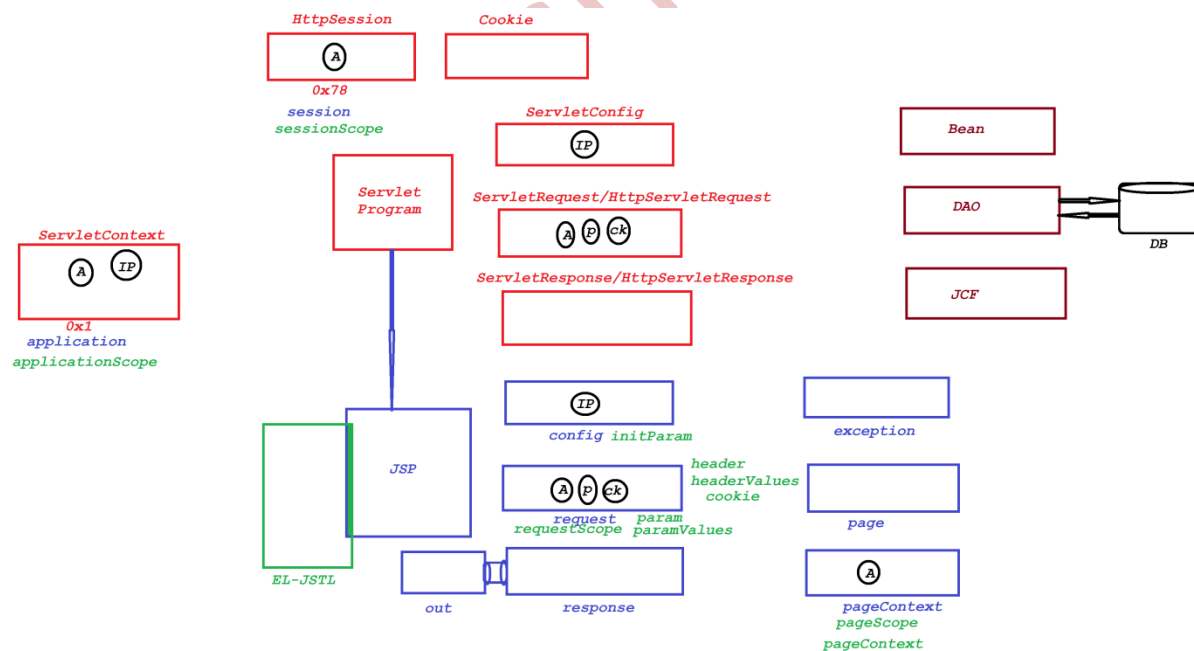 HttpSession
A
0x78
session
sessionScope
Cookie
ServletConfig
IP
Bean
Servlet
Program
ServletRequest/HttpServletRequest
A
p
ck
DAO
DB
ServletContext
A
IP
0x1
application
applicationScope
ServletResponse/HttpServletResponse
JCF
IP
config
initParam
exception
JSP
header
headerValues
cookie
A
p
ck
request
param
requestScope
paramValues
page
EL-JSTL
out
response
A
pageContext
pageScope
pageContext